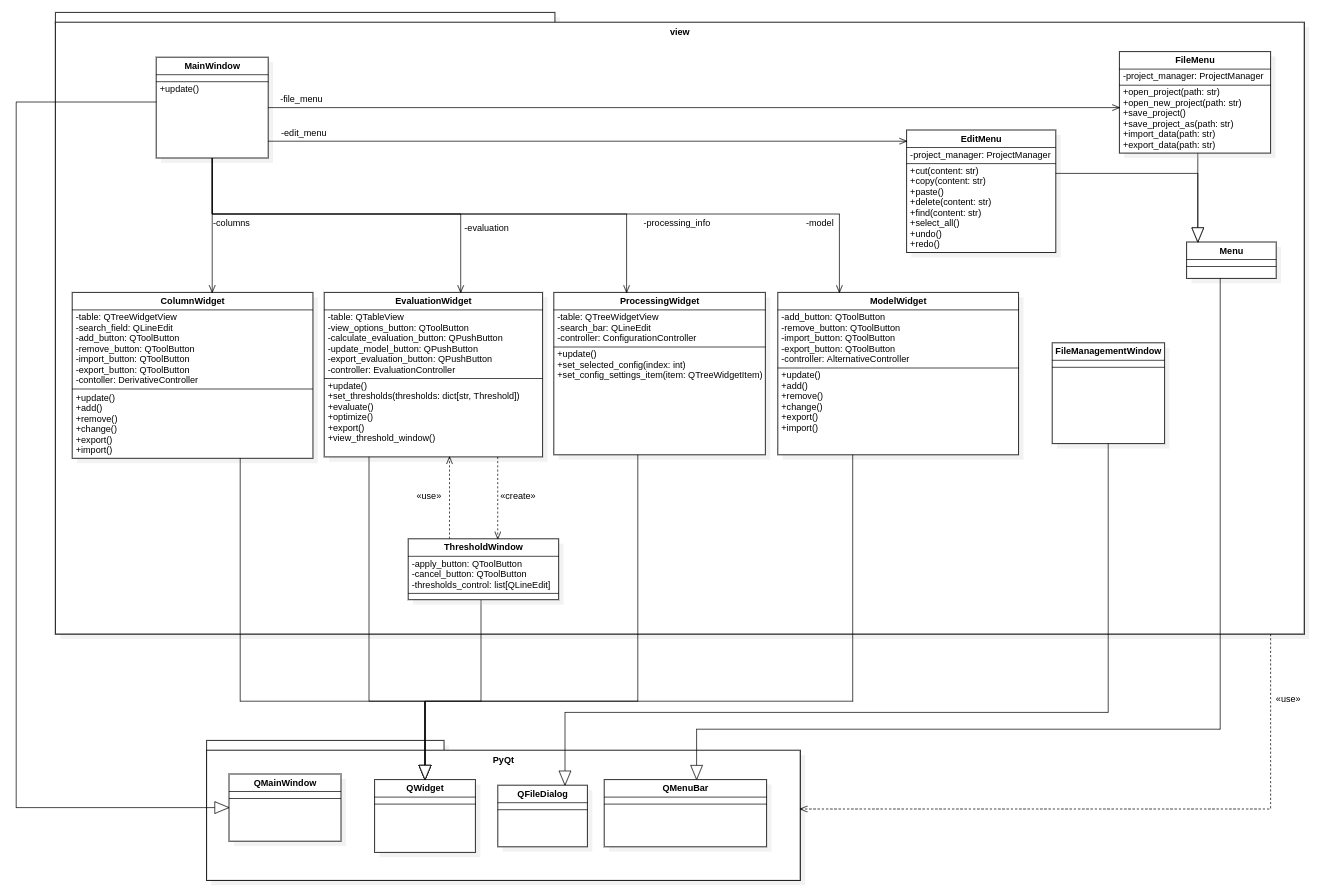 view
MainWindow
+update()
-file_menu
-edit_menu
FileMenu
-project_manager: ProjectManager
+open_project(path: str)
+open_new_project(path: str)
+save_project()
+save_project_as(path: str)
+import_data(path: str)
+export_data(path: str)
EditMenu
-project_manager: ProjectManager
+cut(content: str)
+copy(content: str)
+paste()
+delete(content: str)
+find(content: str)
+select_all()
+undo()
+redo()
-columns
-evaluation
-processing_info
-model
Menu
ColumnWidget
-table: QTreeWidgetView
-search_field: QLineEdit
-add_button: QToolButton
-remove_button: QToolButton
-import_button: QToolButton
-export_button: QToolButton
-contoller: DerivativeController
+update()
+add()
+remove()
+change()
+export()
+import()
EvaluationWidget
-table: QTableView
-view_options_button: QToolButton
-calculate_evaluation_button: QPushButton
-update_model_button: QPushButton
-export_evaluation_button: QPushButton
-controller: EvaluationController
+update()
+set_thresholds(thresholds: dict[str, Threshold])
+evaluate()
+optimize()
+export()
+view_threshold_window()
ProcessingWidget
-table: QTreeWidgetView
-search_bar: QLineEdit
-controller: ConfigurationController
+update()
+set_selected_config(index: int)
+set_config_settings_item(item: QTreeWidgetItem)
ModelWidget
-add_button: QToolButton
-remove_button: QToolButton
-import_button: QToolButton
-export_button: QToolButton
-controller: AlternativeController
+update()
+add()
+remove()
+change()
+export()
+import()
FileManagementWindow
«use»
«create»
ThresholdWindow
-apply_button: QToolButton
-cancel_button: QToolButton
-thresholds_control: list[QLineEdit]
«use»
PyQt
QMainWindow
QWidget
QFileDialog
QMenuBar